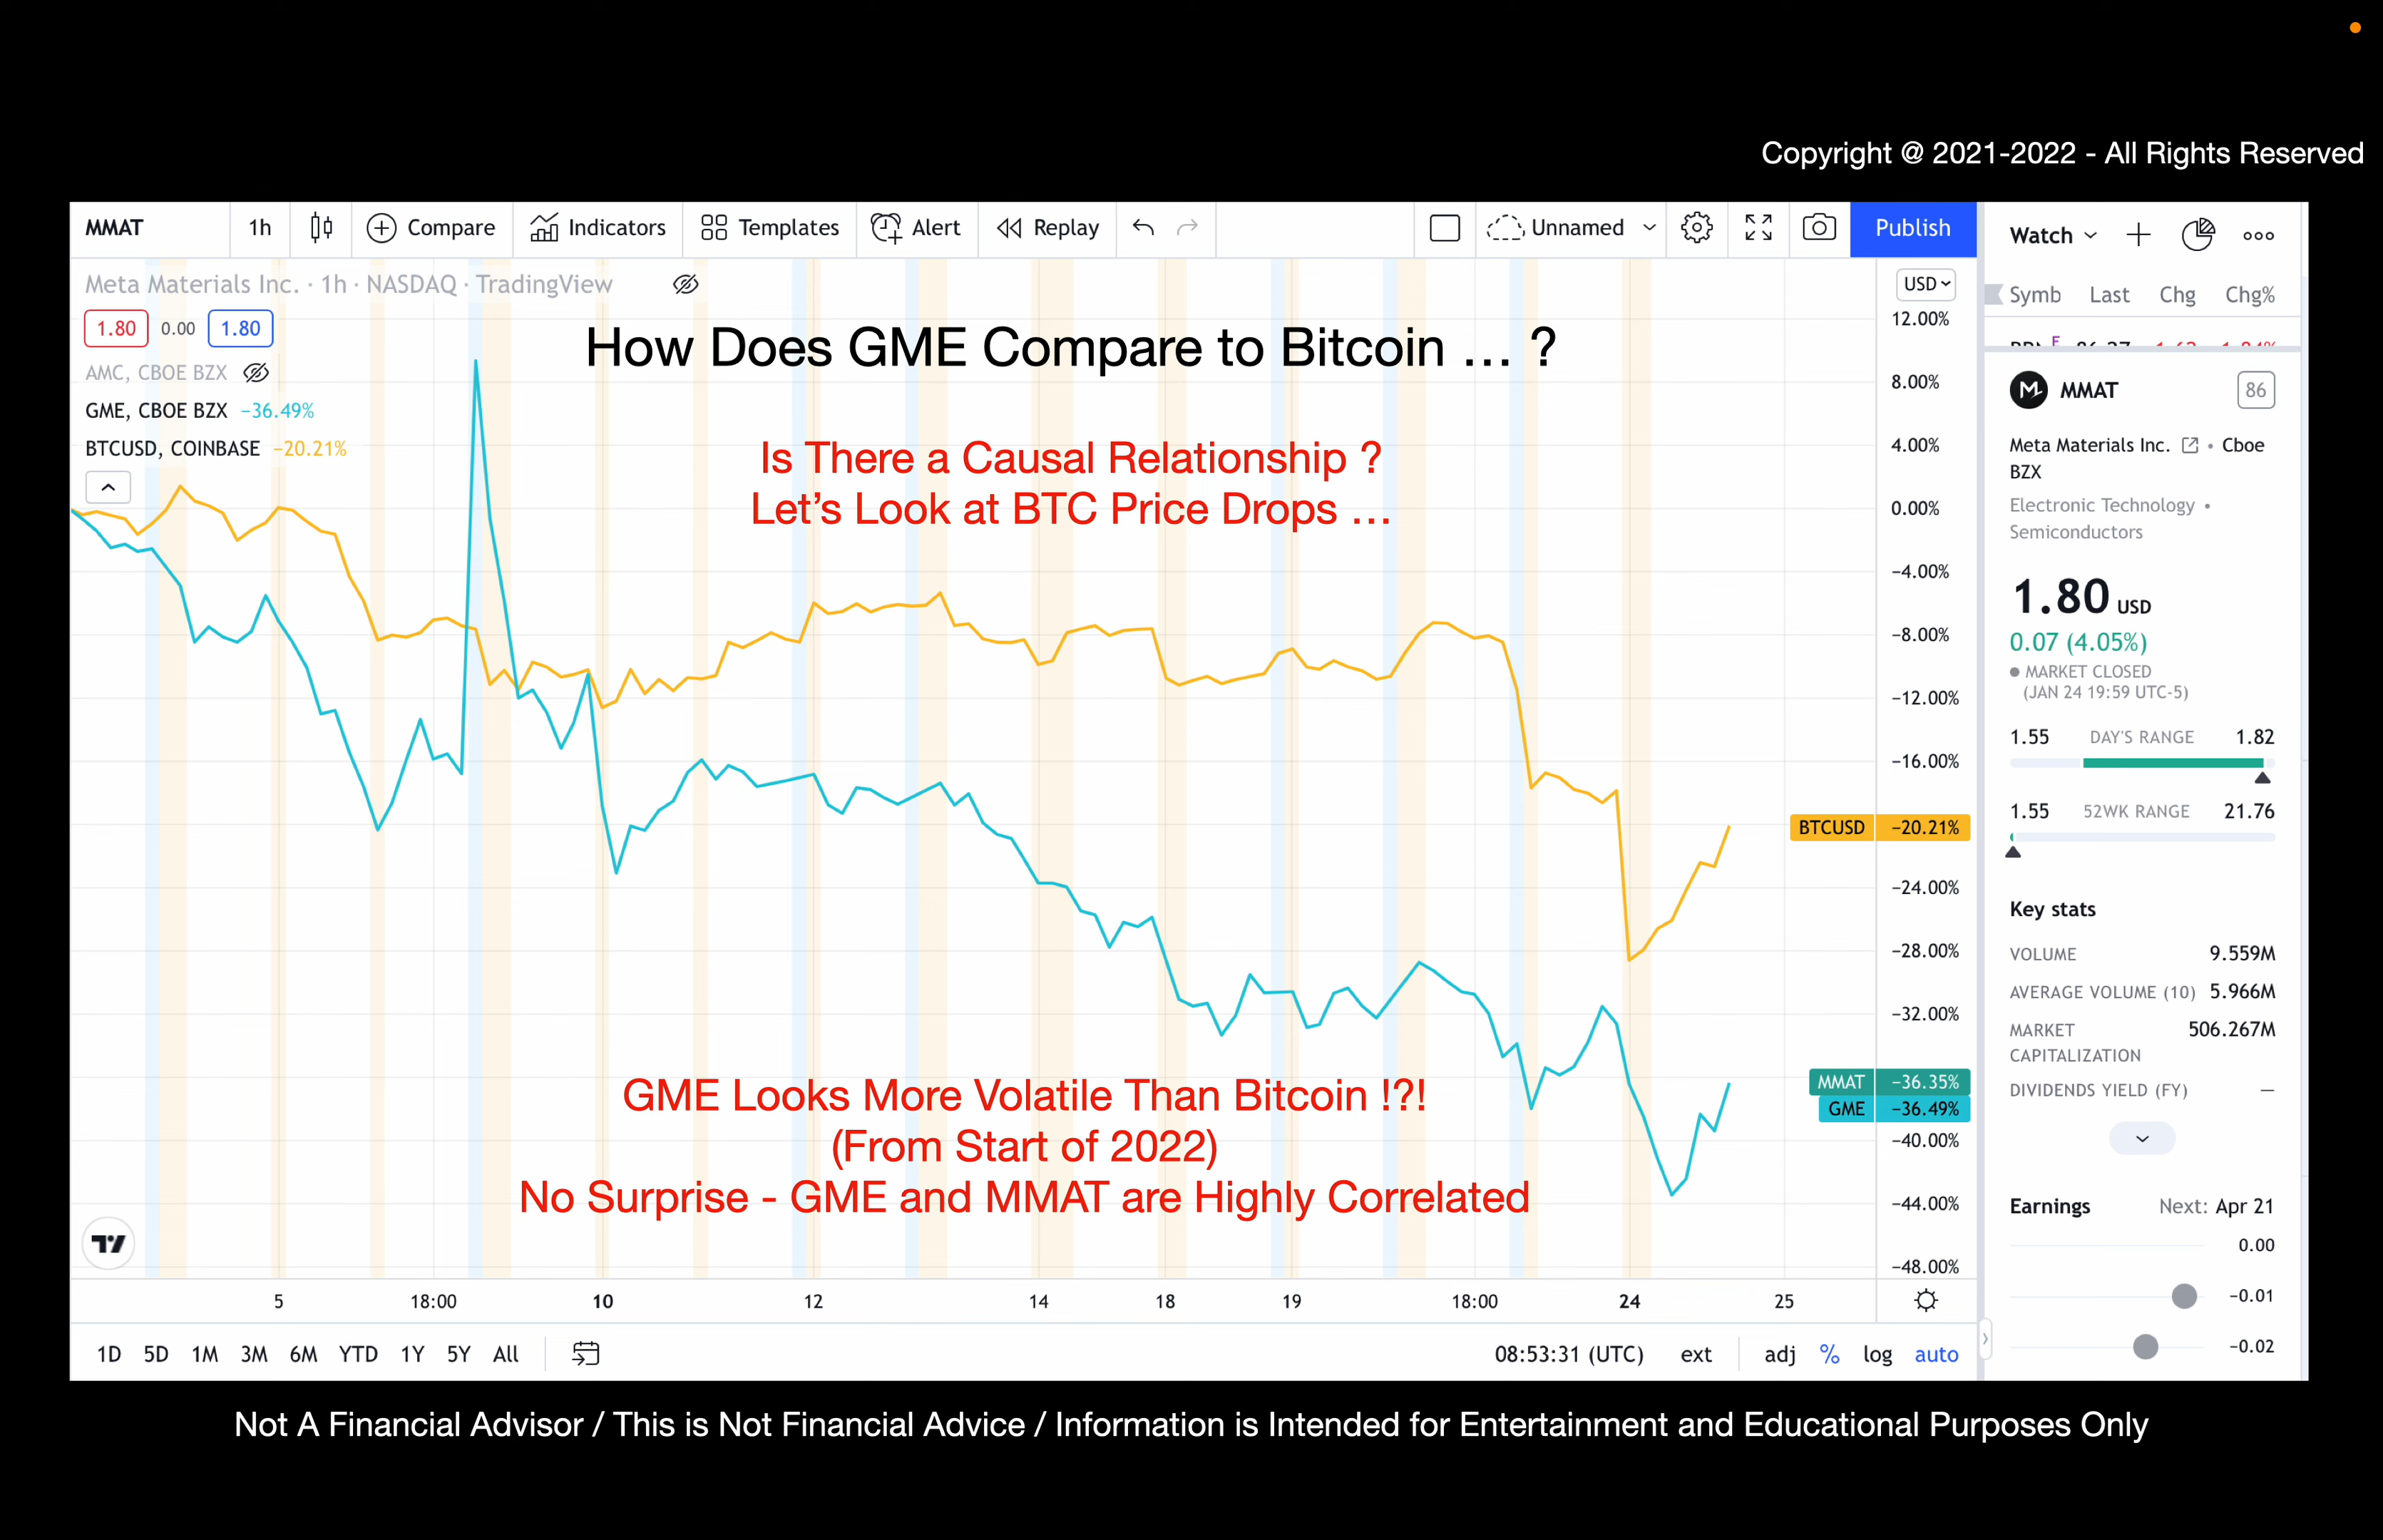 Copyright @ 2021-2022 - All Rights Reserved
MMAT 1h Compare Indicators Templates Alert Replay Unnamed Publish
Watch
Meta Materials Inc. · 1h · NASDAQ · TradingView
1.80 0.00 1.80
AMC, CBOE BZX
GME, CBOE BZX −36.49%
BTCUSD, COINBASE −20.21%
How Does GME Compare to Bitcoin … ?
Is There a Causal Relationship ?
Let’s Look at BTC Price Drops …
GME Looks More Volatile Than Bitcoin !?!
(From Start of 2022)
No Surprise - GME and MMAT are Highly Correlated
USD
12.00%
8.00%
4.00%
0.00%
−4.00%
−8.00%
−12.00%
−16.00%
BTCUSD −20.21%
−24.00%
−28.00%
−32.00%
MMAT −36.35%
GME −36.49%
−40.00%
−44.00%
−48.00%
5 18:00 10 12 14 18 19 18:00 24 25
1D 5D 1M 3M 6M YTD 1Y 5Y All
08:53:31 (UTC) ext adj % log auto
Symb Last Chg Chg%
MMAT 86
Meta Materials Inc. • Cboe
BZX
Electronic Technology •
Semiconductors
1.80 USD
0.07 (4.05%)
MARKET CLOSED
(JAN 24 19:59 UTC-5)
1.55 DAY'S RANGE 1.82
1.55 52WK RANGE 21.76
Key stats
VOLUME 9.559M
AVERAGE VOLUME (10) 5.966M
MARKET 506.267M
CAPITALIZATION
DIVIDENDS YIELD (FY) —
Earnings Next: Apr 21
0.00
−0.01
−0.02
Not A Financial Advisor / This is Not Financial Advice / Information is Intended for Entertainment and Educational Purposes Only